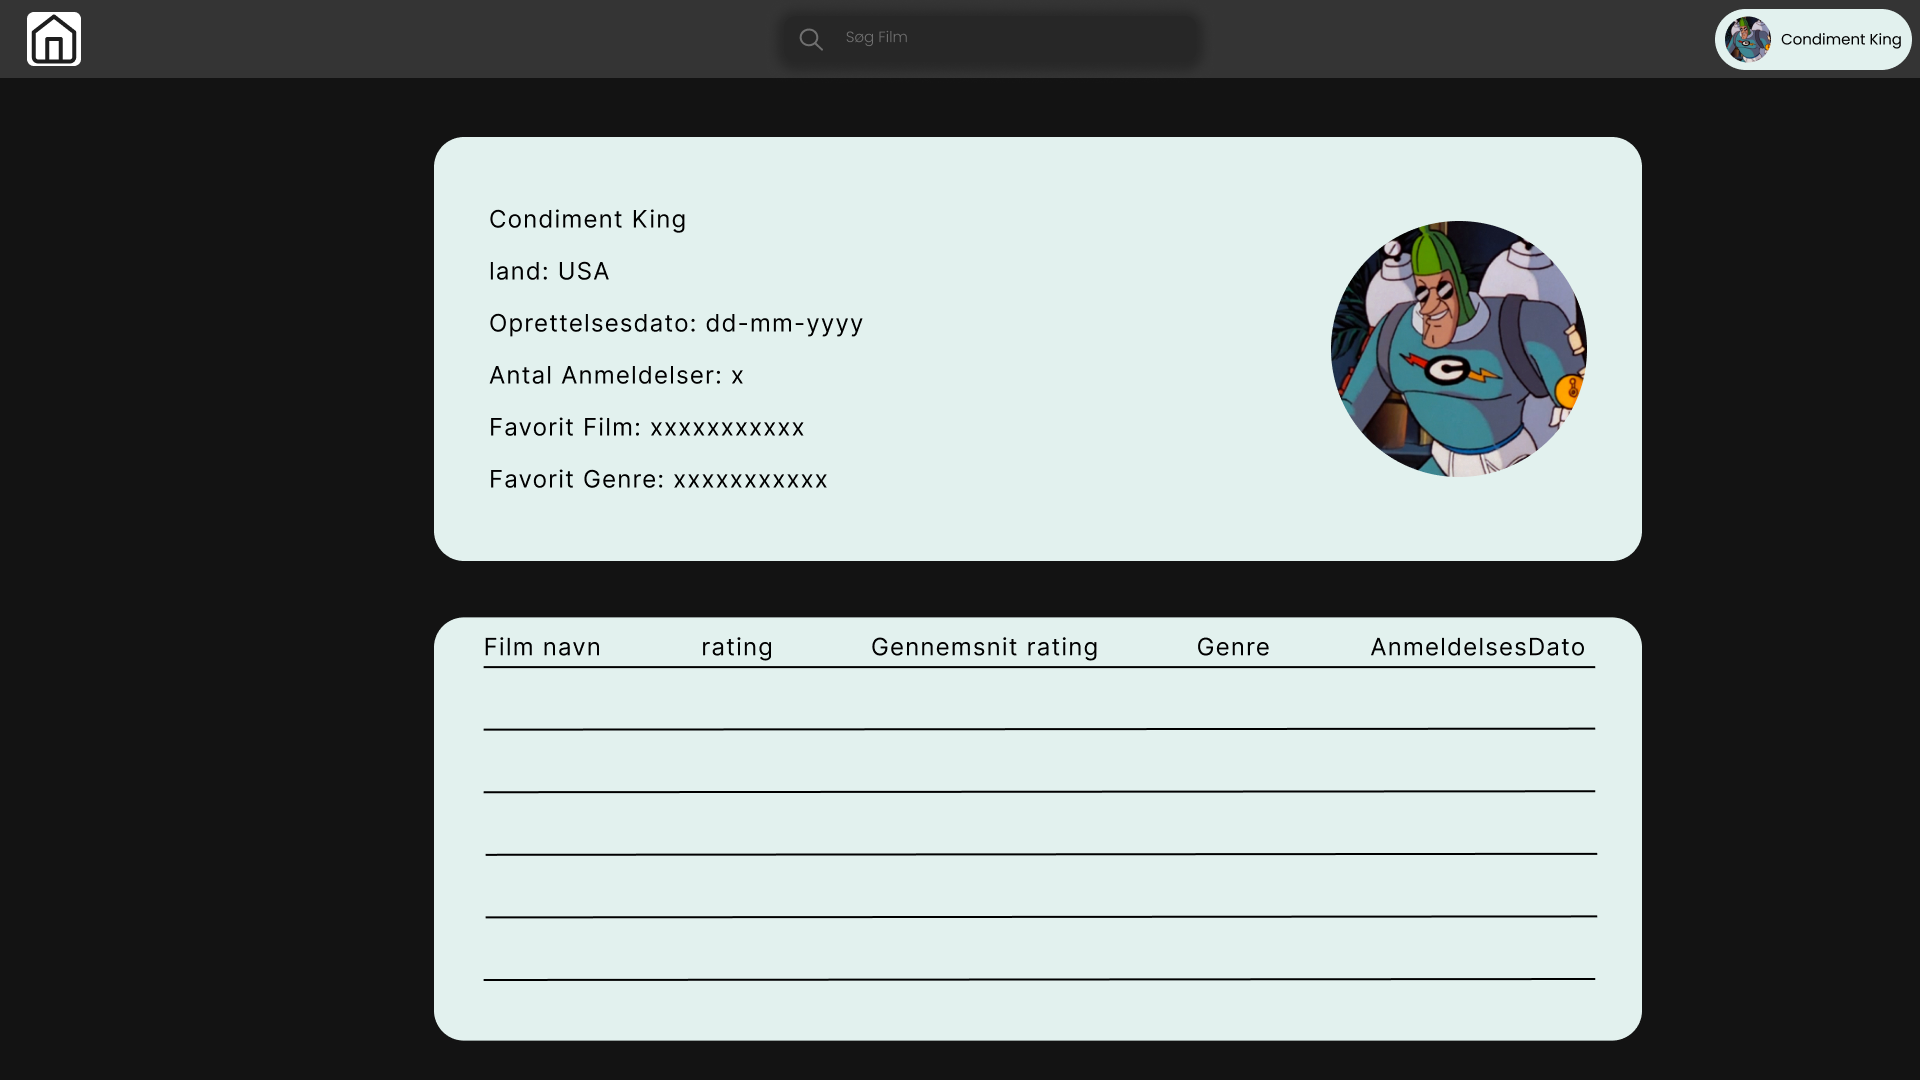 Søg Film
Condiment King
Condiment King
land: USA
Oprettelsesdato: dd-mm-yyyy
Antal Anmeldelser: x
Favorit Film: xxxxxxxxxxx
Favorit Genre: xxxxxxxxxxx
C
Film navn rating Gennemsnit rating Genre AnmeldelsesDato